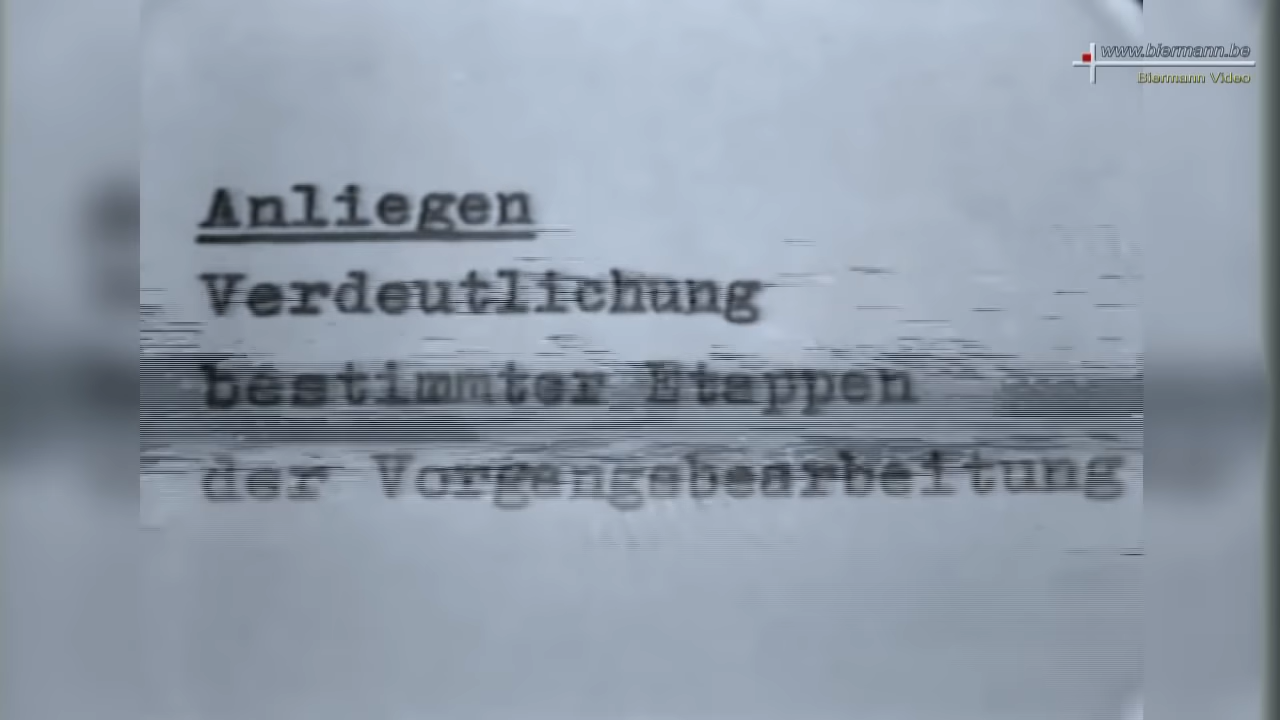 www.biermann.be
Biermann Video
Anliegen
Verdeutlichung
bestimmter Etappen
der Vorgangsbearbeitung